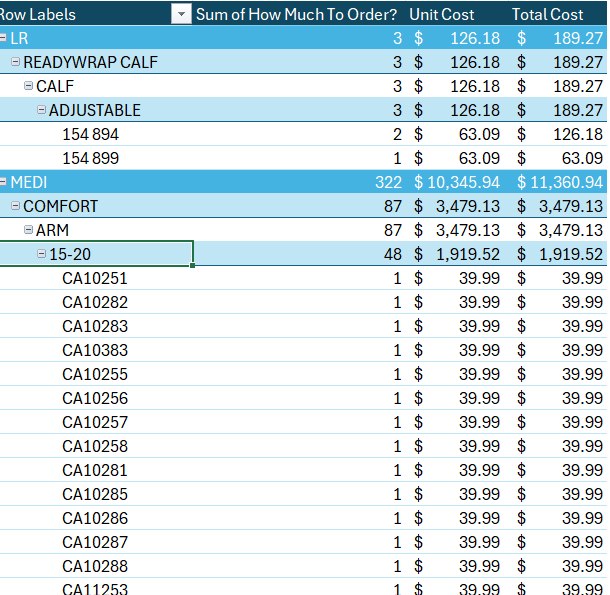 Row Labels Sum of How Much To Order? Unit Cost Total Cost
LR 3 $ 126.18 $ 189.27
READYWRAP CALF 3 $ 126.18 $ 189.27
CALF 3 $ 126.18 $ 189.27
ADJUSTABLE 3 $ 126.18 $ 189.27
154 894 2 $ 63.09 $ 126.18
154 899 1 $ 63.09 $ 63.09
MEDI 322 $ 10,345.94 $ 11,360.94
COMFORT 87 $ 3,479.13 $ 3,479.13
ARM 87 $ 3,479.13 $ 3,479.13
15-20 48 $ 1,919.52 $ 1,919.52
CA10251 1 $ 39.99 $ 39.99
CA10282 1 $ 39.99 $ 39.99
CA10283 1 $ 39.99 $ 39.99
CA10383 1 $ 39.99 $ 39.99
CA10255 1 $ 39.99 $ 39.99
CA10256 1 $ 39.99 $ 39.99
CA10257 1 $ 39.99 $ 39.99
CA10258 1 $ 39.99 $ 39.99
CA10281 1 $ 39.99 $ 39.99
CA10285 1 $ 39.99 $ 39.99
CA10286 1 $ 39.99 $ 39.99
CA10287 1 $ 39.99 $ 39.99
CA10288 1 $ 39.99 $ 39.99
CA11253 1 $ 39.99 $ 39.99